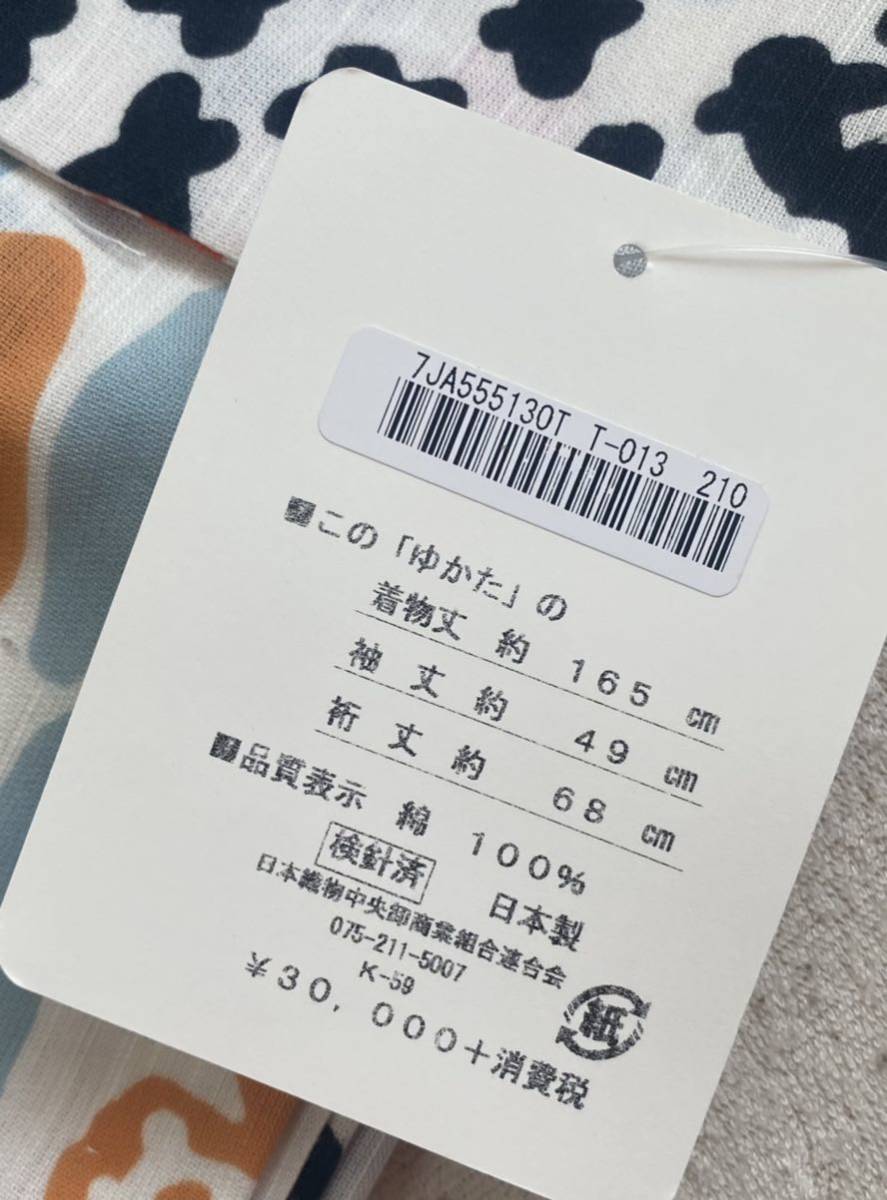 7JA555130T T-013 210
■この「ゆかた」の
着物丈 約 165 cm
袖丈 約 49 cm
裄丈 約 68 cm
■品質表示 綿 100%
検針済 日本製
日本織物中央卸商業組合連合会
075-211-5007
K-59
紙
¥30,000+消費税